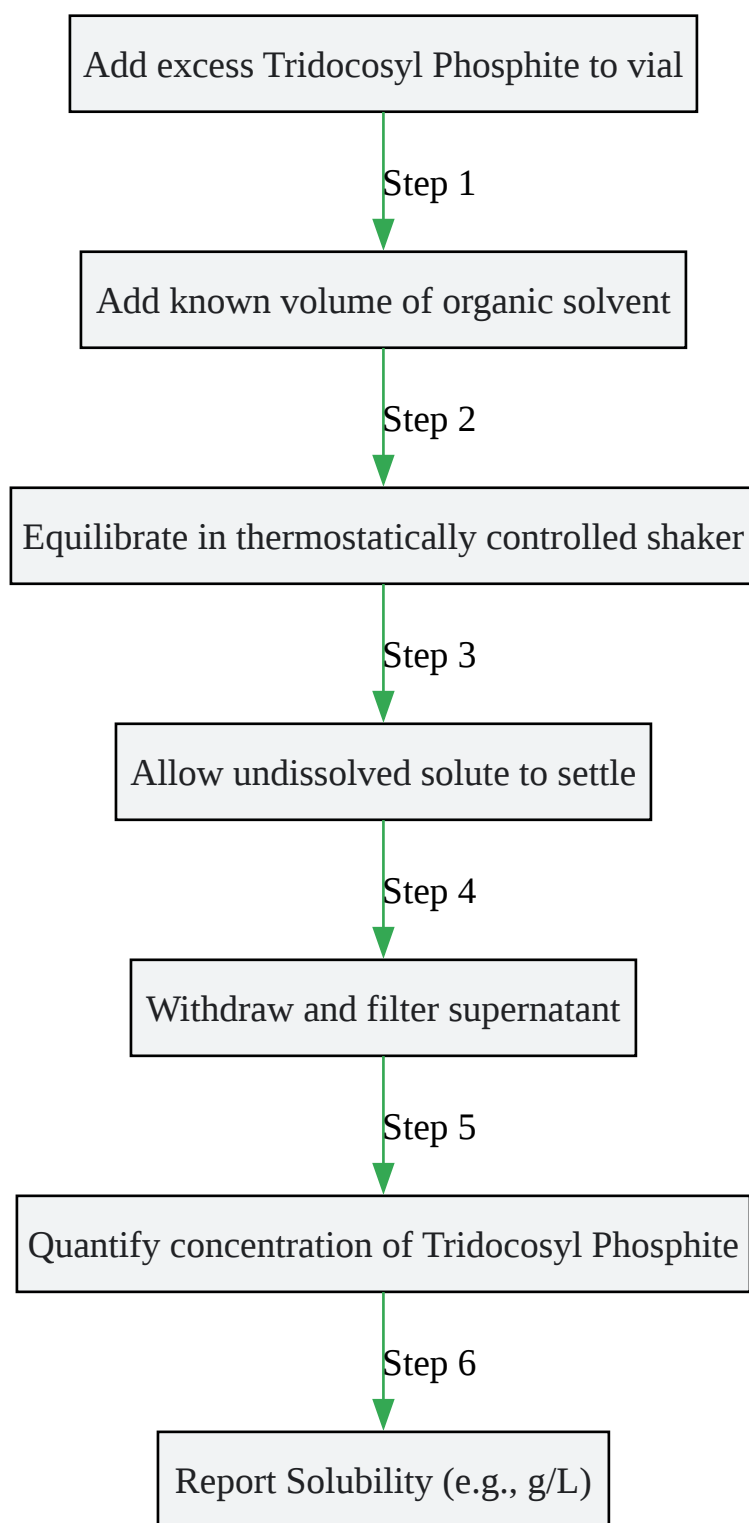 Add excess Tridocosyl Phosphite to vial
Step 1
Add known volume of organic solvent
Step 2
Equilibrate in thermostatically controlled shaker
Step 3
Allow undissolved solute to settle
Step 4
Withdraw and filter supernatant
Step 5
Quantify concentration of Tridocosyl Phosphite
Step 6
Report Solubility (e.g., g/L)